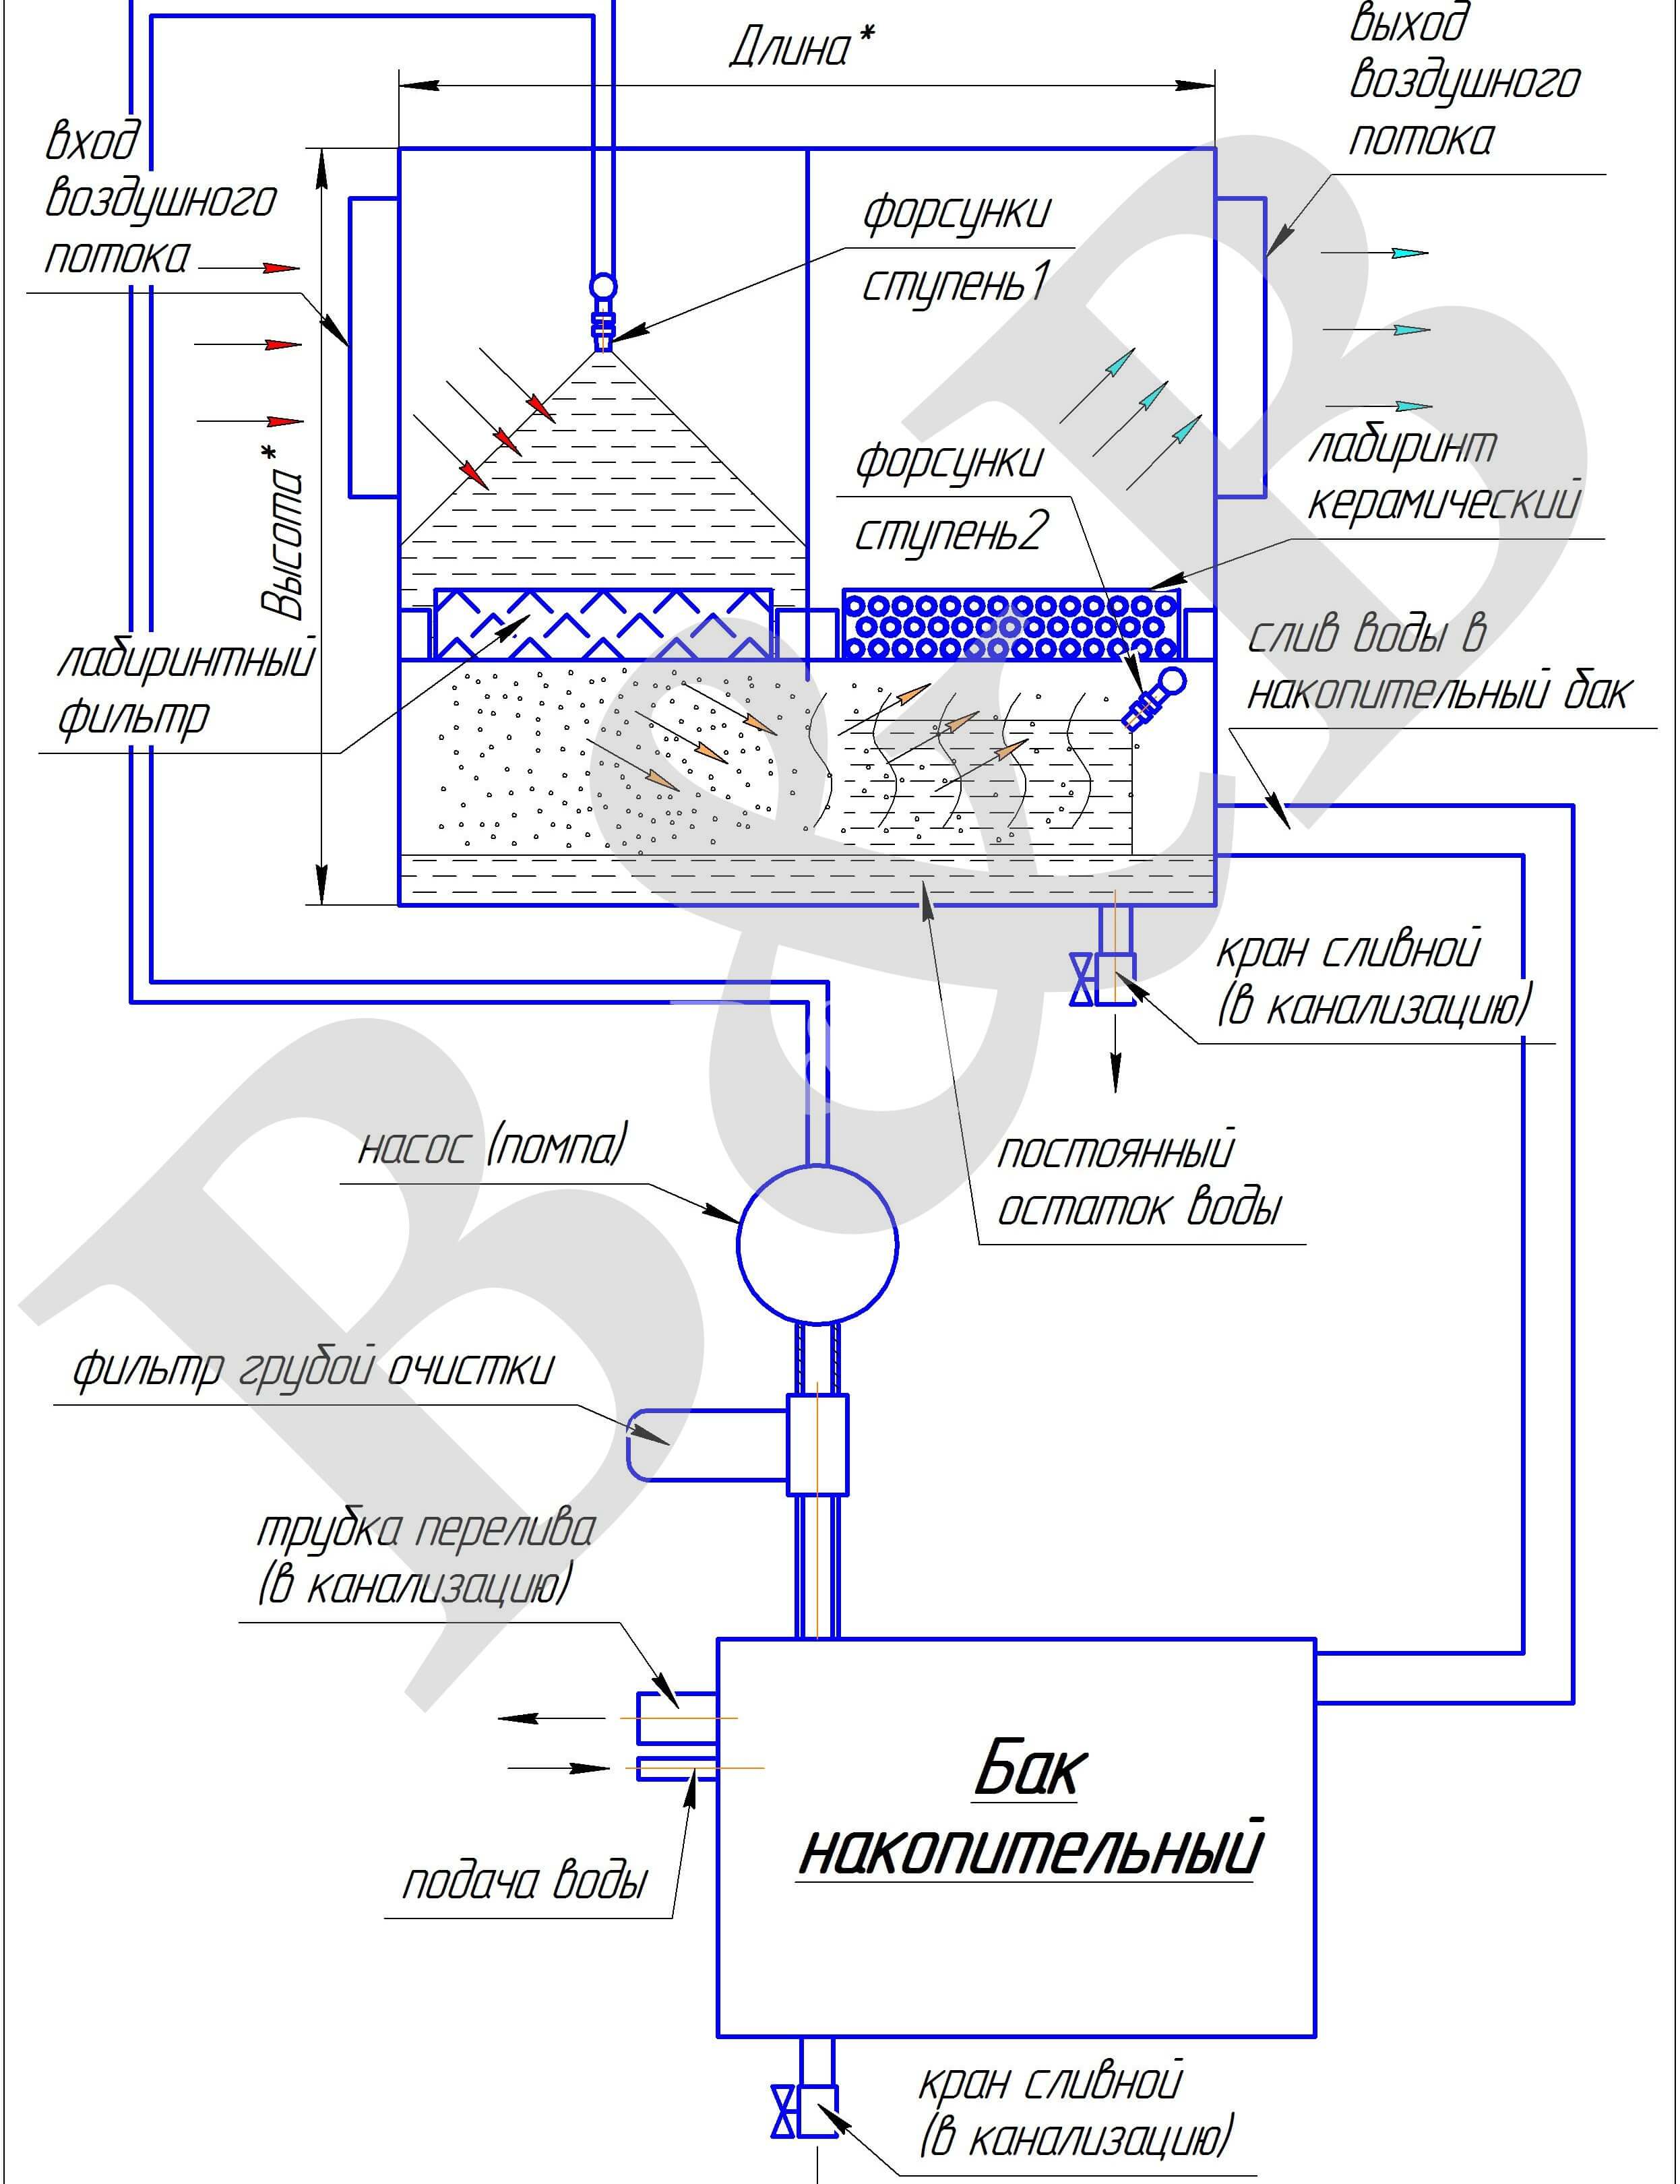 Длина*
выход
воздушного
потока
вход
воздушного
потока
форсунки
ступень1
форсунки
ступень2
лабиринт
керамический
Высота*
лабиринтный
фильтр
слив воды в
накопительный бак
кран сливной
(в канализацию)
насос (помпа)
постоянный
остаток воды
фильтр грубой очистки
трубка перелива
(в канализацию)
Бак
накопительный
подача воды
кран сливной
(в канализацию)
B&B